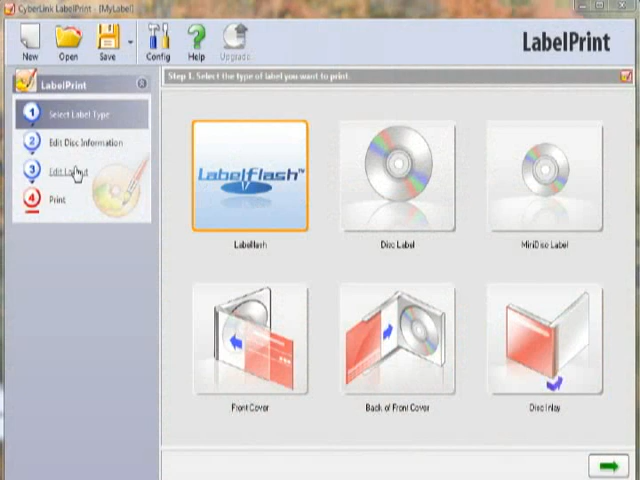 CyberLink LabelPrint - [MyLabel]
New
Open
Save
Config
Help
Upgrade
LabelPrint
LabelPrint
Step 1. Select the type of label you want to print.
1 Select Label Type
2 Edit Disc Information
3 Edit Layout
4 Print
Labelflash™
Labelflash
Disc Label
MiniDisc Label
Front Cover
Back of Front Cover
Disc Inlay